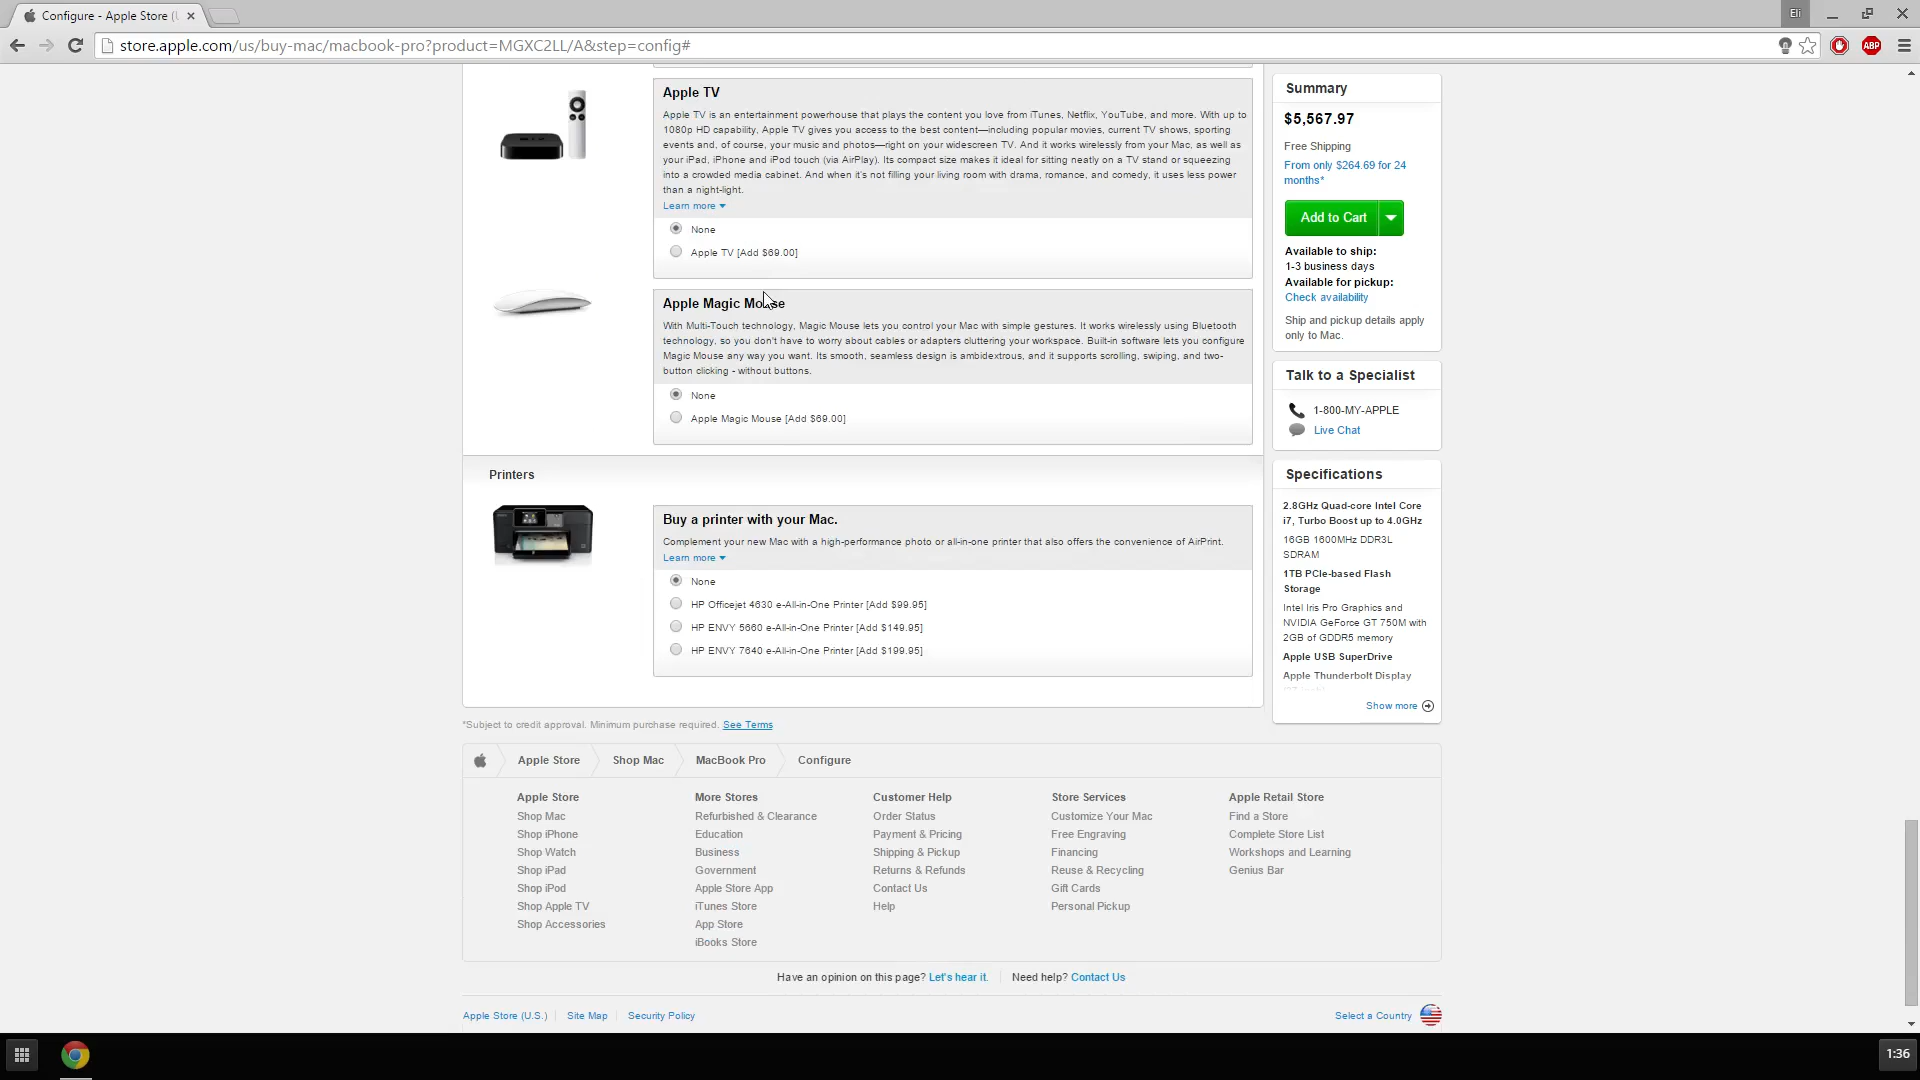 Configure - Apple Store (
Eli
store.apple.com/us/buy-mac/macbook-pro?product=MGXC2LL/A&step=config#
ABP
Apple TV
Apple TV is an entertainment powerhouse that plays the content you love from iTunes, Netflix, YouTube, and more. With up to
1080p HD capability, Apple TV gives you access to the best content—including popular movies, current TV shows, sporting
events and, of course, your music and photos—right on your widescreen TV. And it works wirelessly from your Mac, as well as
your iPad, iPhone and iPod touch (via AirPlay). Its compact size makes it ideal for sitting neatly on a TV stand or squeezing
into a crowded media cabinet. And when it's not filling your living room with drama, romance, and comedy, it uses less power
than a night-light.
Learn more
None
Apple TV [Add $69.00]
Apple Magic Mouse
With Multi-Touch technology, Magic Mouse lets you control your Mac with simple gestures. It works wirelessly using Bluetooth
technology, so you don't have to worry about cables or adapters cluttering your workspace. Built-in software lets you configure
Magic Mouse any way you want. Its smooth, seamless design is ambidextrous, and it supports scrolling, swiping, and two-
button clicking - without buttons.
None
Apple Magic Mouse [Add $69.00]
Printers
Buy a printer with your Mac.
Complement your new Mac with a high-performance photo or all-in-one printer that also offers the convenience of AirPrint.
Learn more
None
HP Officejet 4630 e-All-in-One Printer [Add $99.95]
HP ENVY 5660 e-All-in-One Printer [Add $149.95]
HP ENVY 7640 e-All-in-One Printer [Add $199.95]
Summary
$5,567.97
Free Shipping
From only $264.69 for 24
months*
Add to Cart
Available to ship:
1-3 business days
Available for pickup:
Check availability
Ship and pickup details apply
only to Mac.
Talk to a Specialist
1-800-MY-APPLE
Live Chat
Specifications
2.8GHz Quad-core Intel Core
i7, Turbo Boost up to 4.0GHz
16GB 1600MHz DDR3L
SDRAM
1TB PCIe-based Flash
Storage
Intel Iris Pro Graphics and
NVIDIA GeForce GT 750M with
2GB of GDDR5 memory
Apple USB SuperDrive
Apple Thunderbolt Display
Show more
*Subject to credit approval. Minimum purchase required. See Terms
Apple Store
Shop Mac
MacBook Pro
Configure
Apple Store
Shop Mac
Shop iPhone
Shop Watch
Shop iPad
Shop iPod
Shop Apple TV
Shop Accessories
More Stores
Refurbished & Clearance
Education
Business
Government
Apple Store App
iTunes Store
App Store
iBooks Store
Customer Help
Order Status
Payment & Pricing
Shipping & Pickup
Returns & Refunds
Contact Us
Help
Store Services
Customize Your Mac
Free Engraving
Financing
Reuse & Recycling
Gift Cards
Personal Pickup
Apple Retail Store
Find a Store
Complete Store List
Workshops and Learning
Genius Bar
Have an opinion on this page? Let's hear it.
Need help? Contact Us
Apple Store (U.S.)
Site Map
Security Policy
Select a Country
1:36